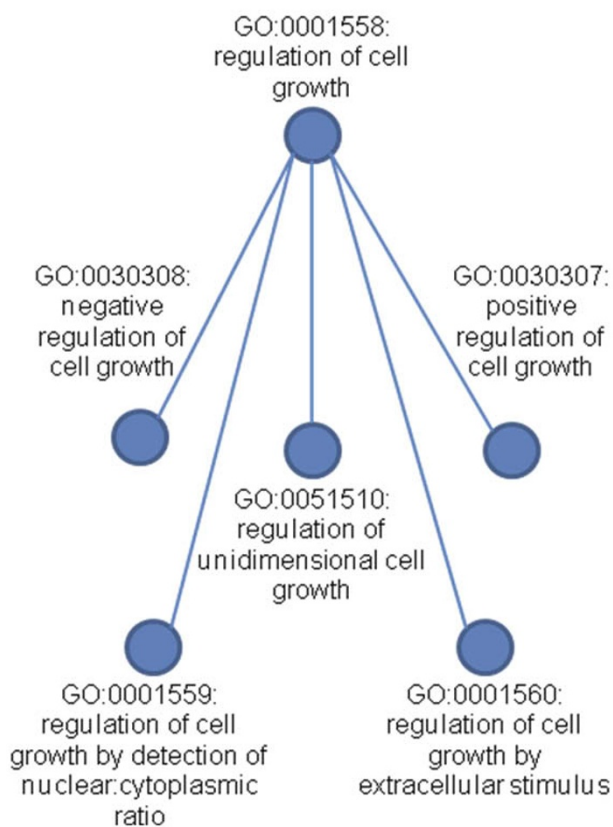 GO:0001558:
regulation of cell
growth
GO:0030308:
negative
regulation of
cell growth
GO:0030307:
positive
regulation of
cell growth
GO:0051510:
regulation of
unidimensional cell
growth
GO:0001559:
regulation of cell
growth by detection of
nuclear:cytoplasmic
ratio
GO:0001560:
regulation of cell
growth by
extracellular stimulus